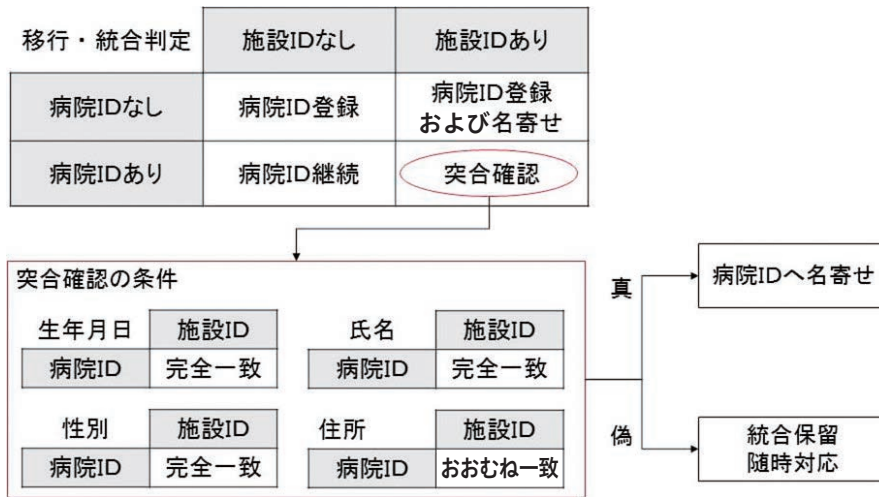 移行・統合判定 施設IDなし 施設IDあり
病院IDなし 病院ID登録 病院ID登録
および名寄せ
病院IDあり 病院ID継続 突合確認
突合確認の条件
生年月日 施設ID
病院ID 完全一致
氏名 施設ID
病院ID 完全一致
性別 施設ID
病院ID 完全一致
住所 施設ID
病院ID おおむね一致
真
病院IDへ名寄せ
偽
統合保留
随時対応